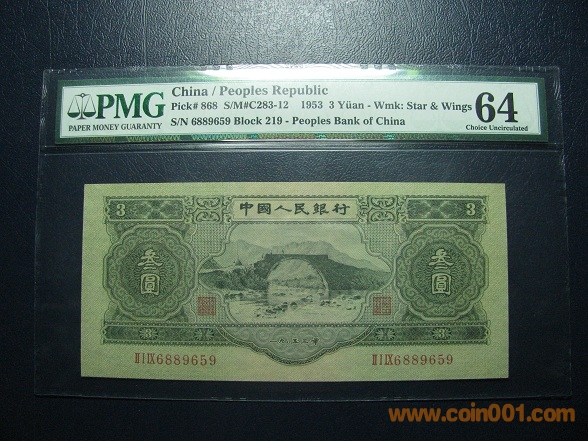 PMG
PAPER MONEY GUARANTY
China / Peoples Republic
Pick# 868 S/M#C283-12 1953 3 Yüan - Wmk: Star & Wings
S/N 6889659 Block 219 - Peoples Bank of China
64
Choice Uncirculated
3 中國人民銀行 3
叁圓 叁圓
一九五三年
II I IX 6889659 II I IX 6889659
www.coin001.com